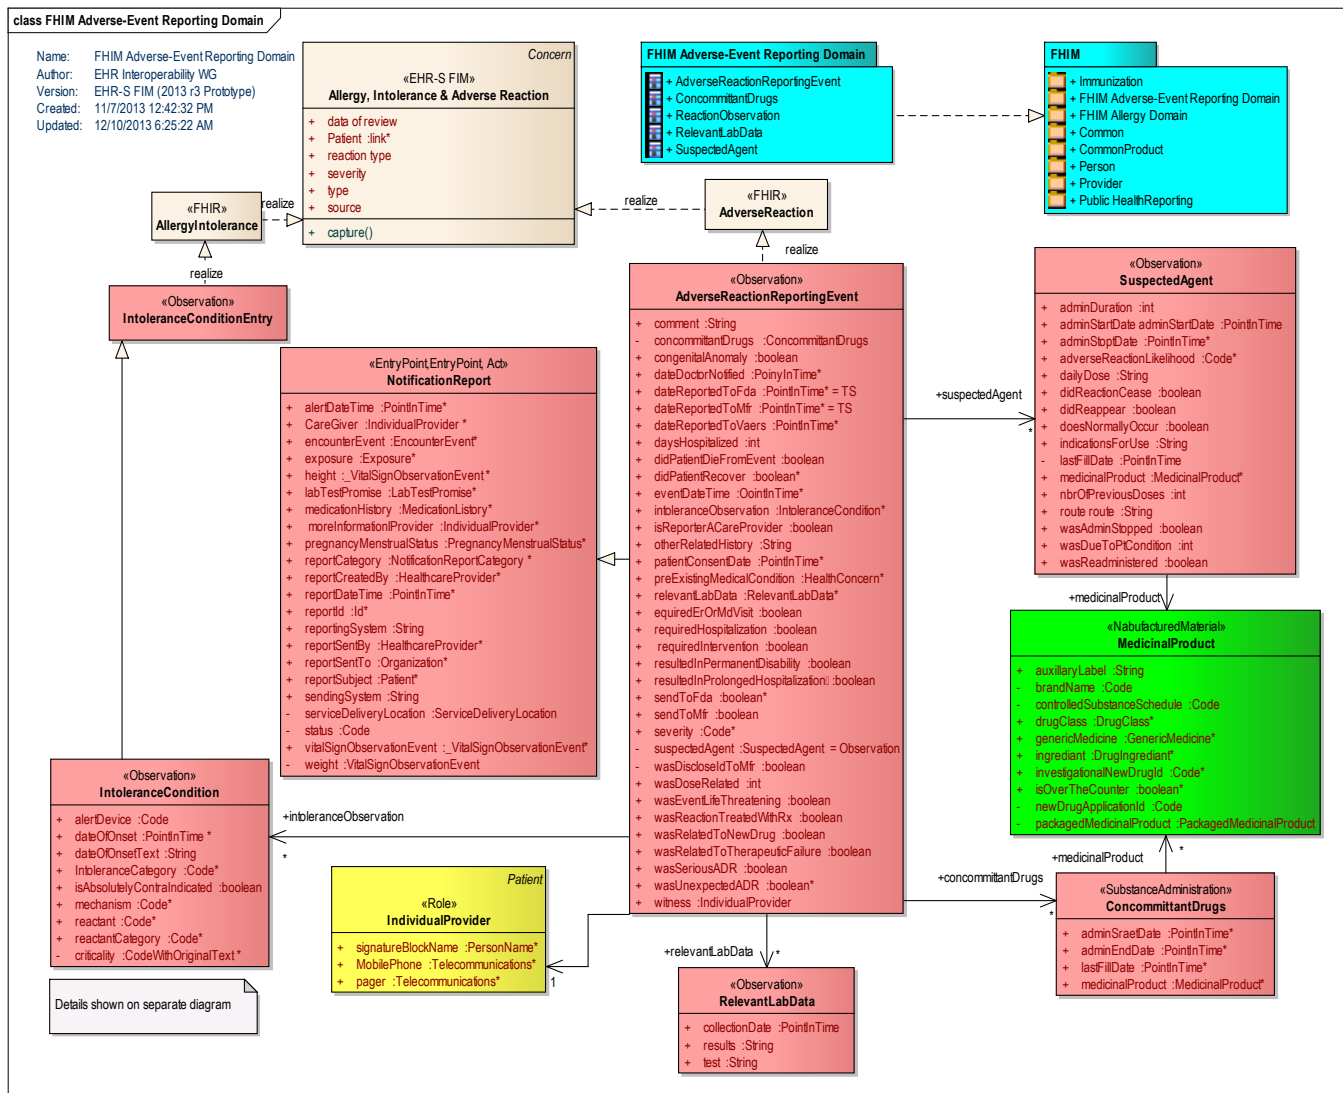 class FHIM Adverse-Event Reporting Domain
Name: FHIM Adverse-Event Reporting Domain
Author: EHR Interoperability WG
Version: EHR-S FIM (2013 r3 Prototype)
Created: 11/7/2013 12:42:32 PM
Updated: 12/10/2013 6:25:22 AM
Concern
«EHR-S FIM»
Allergy, Intolerance & Adverse Reaction
+ data of review
+ Patient :link*
+ reaction type
+ severity
+ type
+ source
+ capture()
FHIM Adverse-Event Reporting Domain
+ AdverseReactionReportingEvent
+ ConcommittantDrugs
+ ReactionObservation
+ RelevantLabData
+ SuspectedAgent
FHIM
+ Immunization
+ FHIM Adverse-Event Reporting Domain
+ FHIM Allergy Domain
+ Common
+ CommonProduct
+ Person
+ Provider
+ Public HealthReporting
«FHIR»
AllergyIntolerance
realize
realize
«FHIR»
AdverseReaction
realize
realize
«Observation»
IntoleranceConditionEntry
«EntryPoint,EntryPoint, Act»
NotificationReport
+ alertDateTime :PointInTime*
+ CareGiver :IndividualProvider *
+ encounterEvent :EncounterEvent*
+ exposure :Exposure*
+ height :_VitalSignObservationEvent*
+ labTestPromise :LabTestPromise*
+ medicationHistory :MedicationListory*
+ moreInformationlProvider :IndividualProvider*
+ pregnancyMenstrualStatus :PregnancyMenstrualStatus*
+ reportCategory :NotificationReportCategory *
+ reportCreatedBy :HealthcareProvider*
+ reportDateTime :PointInTime*
+ reportId :Id*
+ reportingSystem :String
+ reportSentBy :HealthcareProvider*
+ reportSentTo :Organization*
+ reportSubject :Patient*
+ sendingSystem :String
- serviceDeliveryLocation :ServiceDeliveryLocation
- status :Code
+ vitalSignObservationEvent :_VitalSignObservationEvent*
- weight :VitalSignObservationEvent
«Observation»
AdverseReactionReportingEvent
+ comment :String
- concommittantDrugs :ConcommittantDrugs
+ congenitalAnomaly :boolean
+ dateDoctorNotified :PoinyInTime*
+ dateReportedToFda :PointInTime* = TS
+ dateReportedToMfr :PointInTime* = TS
+ dateReportedToVaers :PointInTime*
+ daysHospitalized :int
+ didPatientDieFromEvent :boolean
+ didPatientRecover :boolean*
+ eventDateTime :OointInTime*
+ intoleranceObservation :IntoleranceCondition*
+ isReporterACareProvider :boolean
+ otherRelatedHistory :String
+ patientConsentDate :PointInTime*
+ preExistingMedicalCondition :HealthConcern*
+ relevantLabData :RelevantLabData*
+ equiredErOrMdVisit :boolean
+ requiredHospitalization :boolean
+ requiredIntervention :boolean
+ resultedInPermanentDisability :boolean
+ resultedInProlongedHospitalization▯ :boolean
+ sendToFda :boolean*
+ sendToMfr :boolean
+ severity :Code*
- suspectedAgent :SuspectedAgent = Observation
- wasDiscloseIdToMfr :boolean
+ wasDoseRelated :int
+ wasEventLifeThreatening :boolean
+ wasReactionTreatedWithRx :boolean
+ wasRelatedToNewDrug :boolean
+ wasRelatedToTherapeuticFailure :boolean
+ wasSeriousADR :boolean
+ wasUnexpectedADR :boolean*
+ witness :IndividualProvider
«Observation»
SuspectedAgent
+ adminDuration :int
+ adminStartDate adminStartDate :PointInTime
+ adminStoptDate :PointInTime*
+ adverseReactionLikelihood :Code*
+ dailyDose :String
+ didReactionCease :boolean
+ didReappear :boolean
+ doesNormallyOccur :boolean
+ indicationsForUse :String
- lastFillDate :PointInTime
+ medicinalProduct :MedicinalProduct*
+ nbrOfPreviousDoses :int
+ route route :String
+ wasAdminStopped :boolean
+ wasDueToPtCondition :int
+ wasReadministered :boolean
+suspectedAgent
*
+medicinalProduct
«NabufacturedMaterial»
MedicinalProduct
+ auxillaryLabel :String
- brandName :Code
- controlledSubstanceSchedule :Code
+ drugClass :DrugClass*
+ genericMedicine :GenericMedicine*
+ ingrediant :DrugIngrediant*
+ investigationalNewDrugId :Code*
+ isOverTheCounter :boolean*
- newDrugApplicationId :Code
- packagedMedicinalProduct :PackagedMedicinalProduct
+medicinalProduct
*
«SubstanceAdministration»
ConcommittantDrugs
+ adminSraetDate :PointInTime*
+ adminEndDate :PointInTime*
+ lastFillDate :PointInTime*
+ medicinalProduct :MedicinalProduct*
+concommittantDrugs
*
«Observation»
IntoleranceCondition
+ alertDevice :Code
+ dateOfOnset :PointInTime *
+ dateOfOnsetText :String
+ IntoleranceCategory :Code*
+ isAbsolutelyContraIndicated :boolean
+ mechanism :Code*
+ reactant :Code*
+ reactantCategory :Code*
- criticality :CodeWithOriginalText *
+intoleranceObservation
*
Patient
«Role»
IndividualProvider
+ signatureBlockName :PersonName*
+ MobilePhone :Telecommunications*
+ pager :Telecommunications*
1
+relevantLabData
*
«Observation»
RelevantLabData
+ collectionDate :PointInTime
+ results :String
+ test :String
Details shown on separate diagram